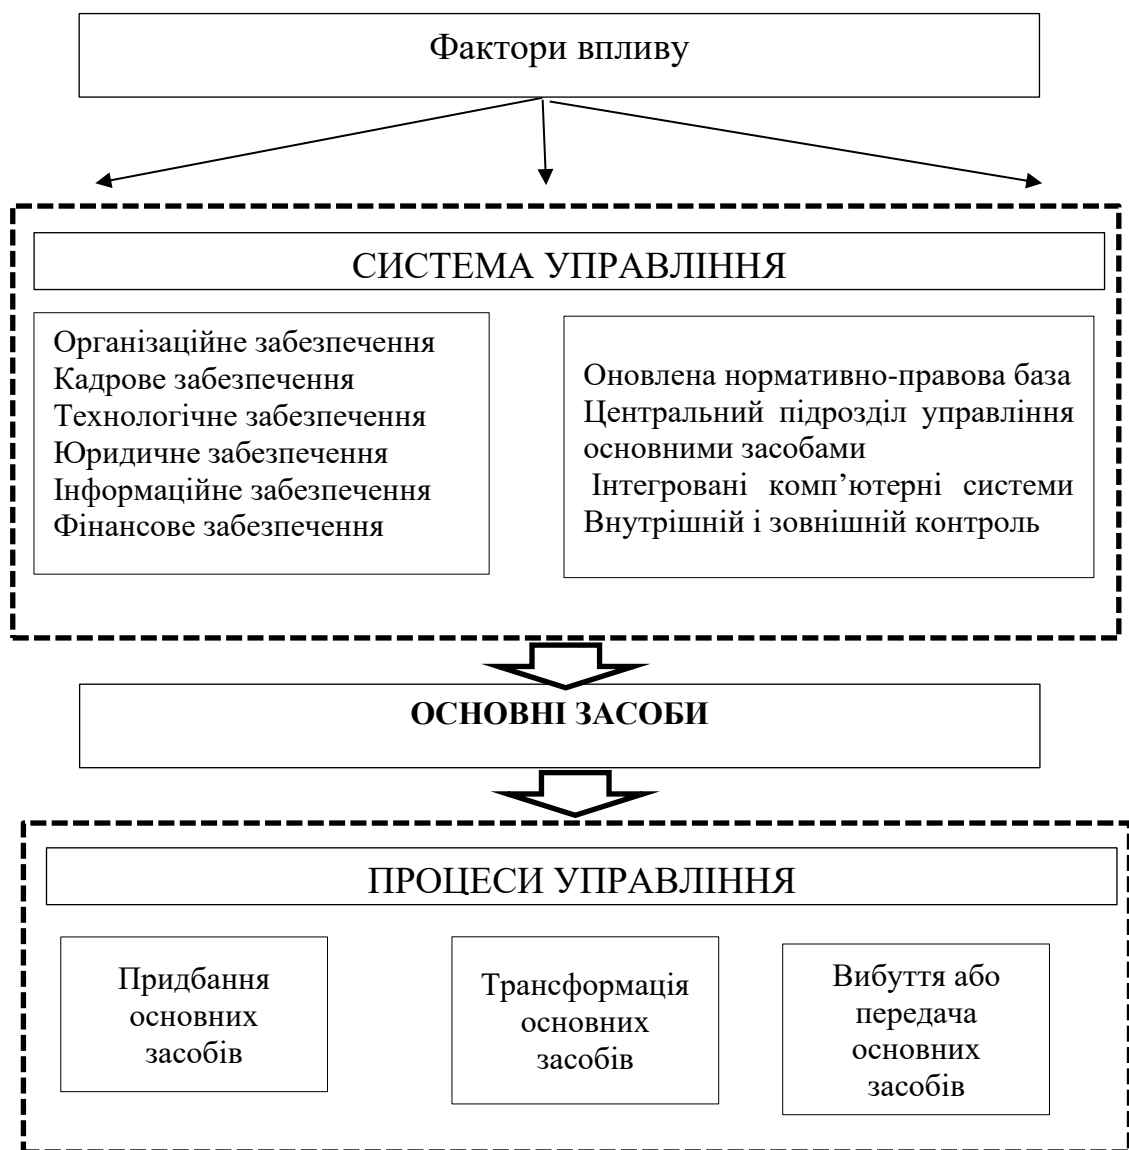 Фактори впливу
СИСТЕМА УПРАВЛІННЯ
Організаційне забезпечення
Кадрове забезпечення
Технологічне забезпечення
Юридичне забезпечення
Інформаційне забезпечення
Фінансове забезпечення
Оновлена нормативно-правова база
Центральний підрозділ управління
основними засобами
Інтегровані комп’ютерні системи
Внутрішній і зовнішній контроль
ОСНОВНІ ЗАСОБИ
ПРОЦЕСИ УПРАВЛІННЯ
Придбання
основних
засобів
Трансформація
основних
засобів
Вибуття або
передача
основних
засобів